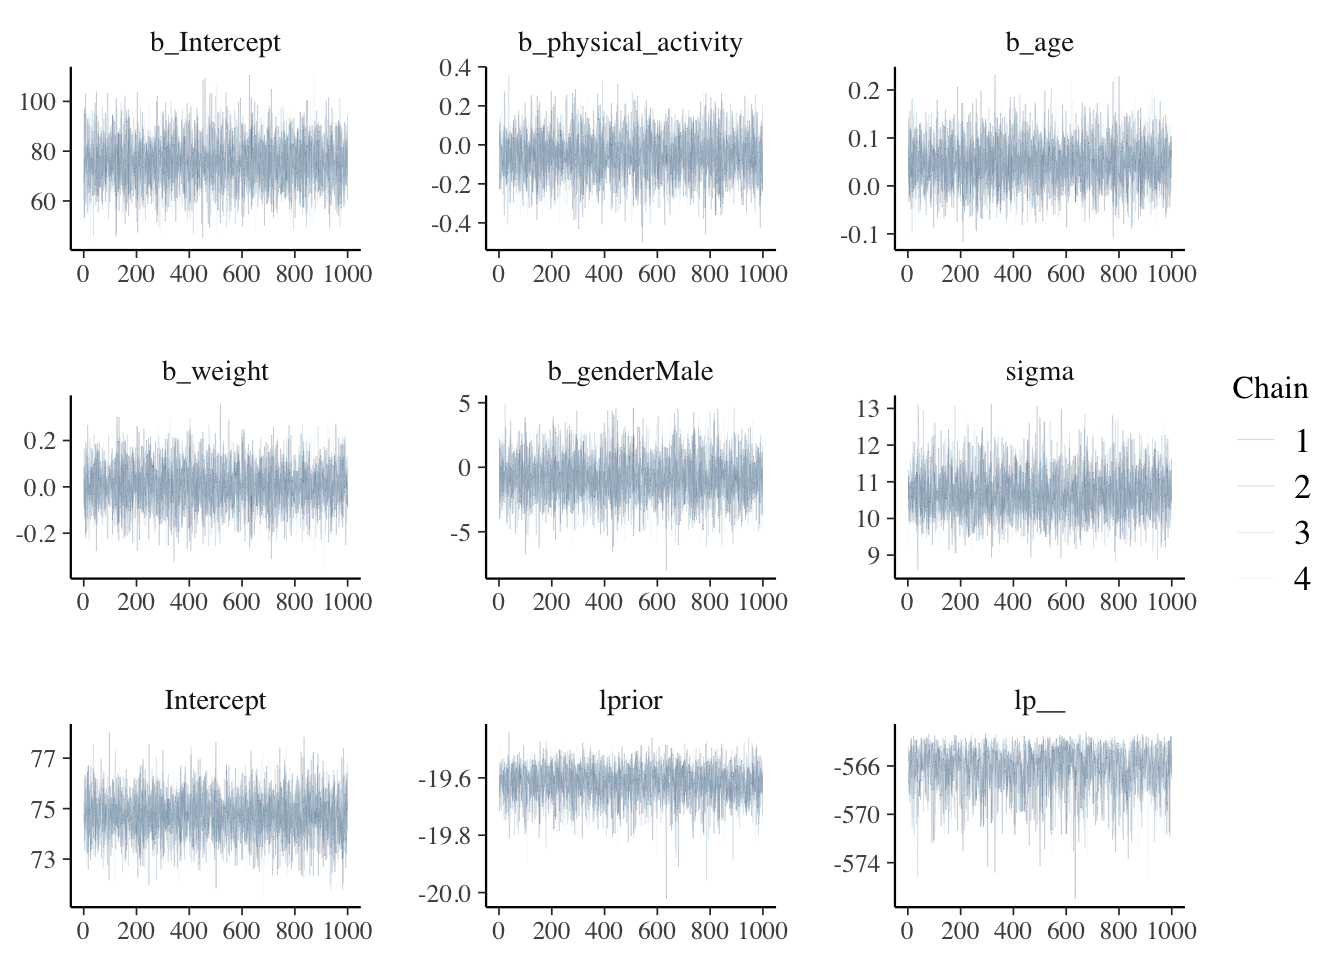 b_Intercept
100
80
60
0 200 400 600 800 1000
b_physical_activity
0.4
0.2
0.0
-0.2
-0.4
0 200 400 600 800 1000
b_age
0.2
0.1
0.0
-0.1
0 200 400 600 800 1000
b_weight
0.2
0.0
-0.2
0 200 400 600 800 1000
b_genderMale
5
0
-5
0 200 400 600 800 1000
sigma
13
12
11
10
9
0 200 400 600 800 1000
Chain
1
2
3
4
Intercept
77
75
73
0 200 400 600 800 1000
lprior
-19.6
-19.8
-20.0
0 200 400 600 800 1000
lp__
-566
-570
-574
0 200 400 600 800 1000